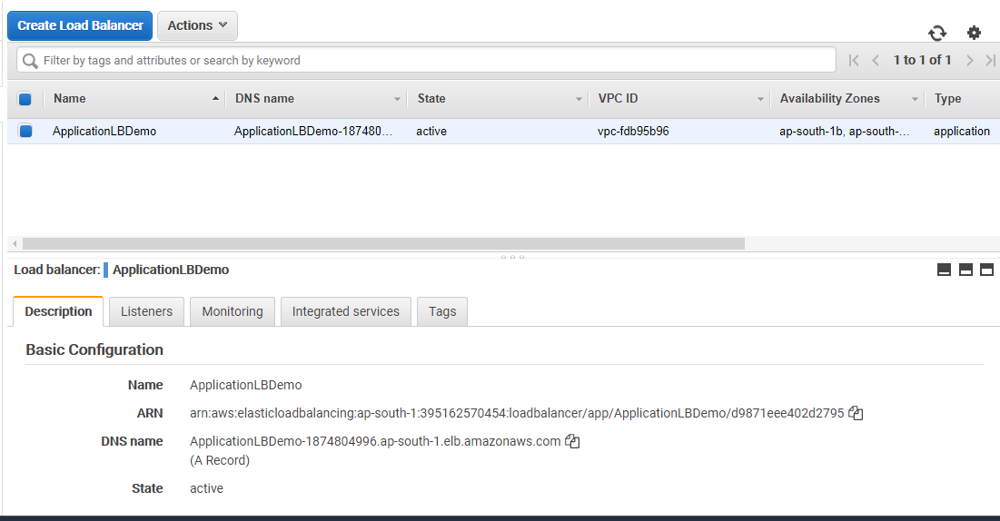 Create Load Balancer Actions
Filter by tags and attributes or search by keyword 1 to 1 of 1
Name DNS name State VPC ID Availability Zones Type
ApplicationLBDemo ApplicationLBDemo-187480... active vpc-fdb95b96 ap-south-1b, ap-south-... application
Load balancer: ApplicationLBDemo
Description Listeners Monitoring Integrated services Tags
Basic Configuration
Name ApplicationLBDemo
ARN arn:aws:elasticloadbalancing:ap-south-1:395162570454:loadbalancer/app/ApplicationLBDemo/d9871eee402d2795
DNS name ApplicationLBDemo-1874804996.ap-south-1.elb.amazonaws.com
(A Record)
State active